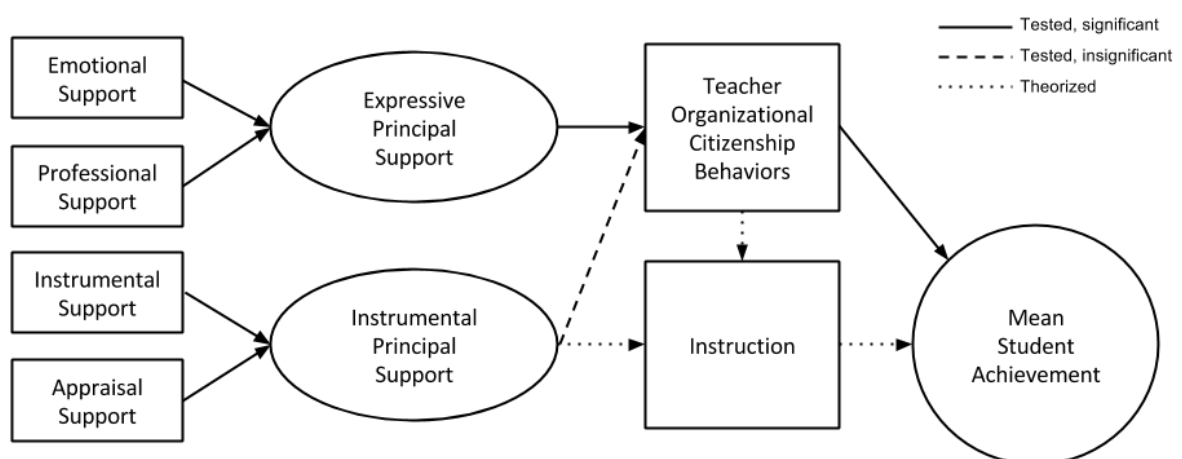 Tested, significant
Tested, insignificant
Theorized
Emotional
Support
Professional
Support
Instrumental
Support
Appraisal
Support
Expressive
Principal
Support
Instrumental
Principal
Support
Teacher
Organizational
Citizenship
Behaviors
Instruction
Mean
Student
Achievement